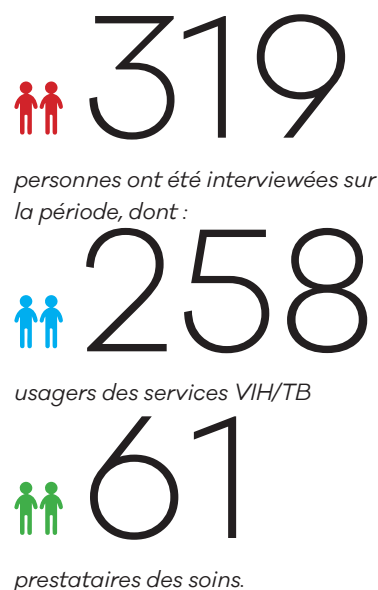 319
personnes ont été interviewées sur
la période, dont :
258
usagers des services VIH/TB
61
prestataires des soins.